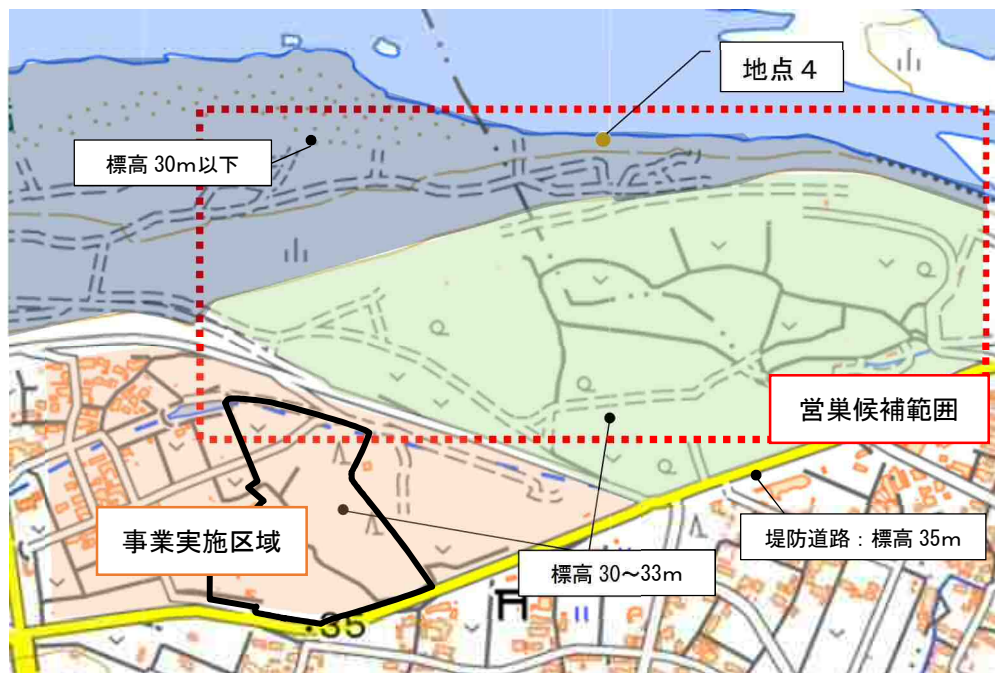 地点４
標高 30ｍ以下
営巣候補範囲
事業実施区域
堤防道路：標高 35ｍ
標高 30～33ｍ
35